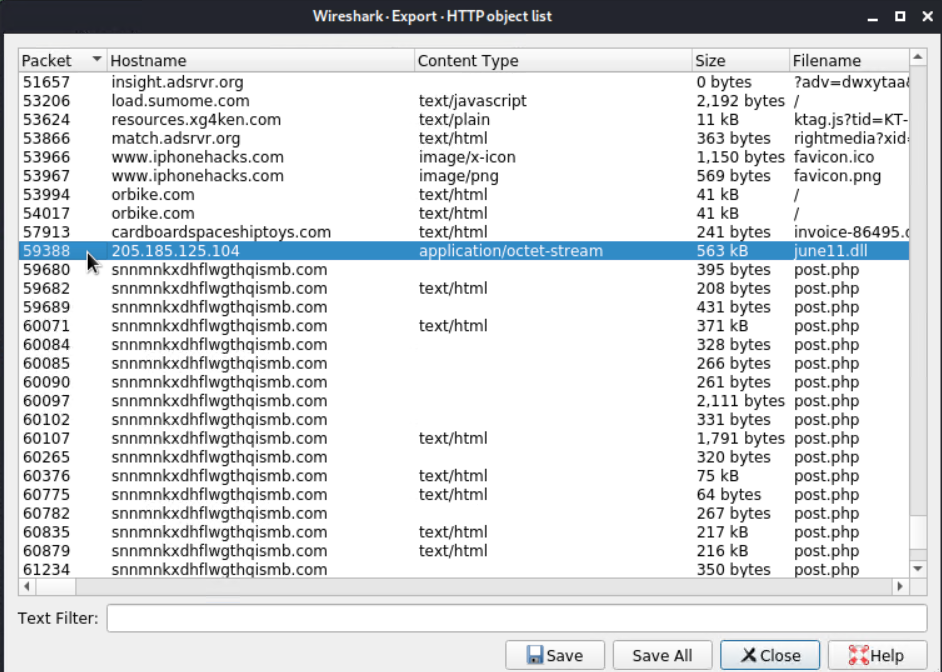 Wireshark · Export · HTTP object list
Packet Hostname Content Type Size Filename
51657 insight.adsrvr.org 0 bytes ?adv=dwxytaa
53206 load.sumome.com text/javascript 2,192 bytes /
53624 resources.xg4ken.com text/plain 11 kB ktag.js?tid=KT-
53866 match.adsrvr.org text/html 363 bytes rightmedia?xid=
53966 www.iphonehacks.com image/x-icon 1,150 bytes favicon.ico
53967 www.iphonehacks.com image/png 569 bytes favicon.png
53994 orbike.com text/html 41 kB /
54017 orbike.com text/html 41 kB /
57913 cardboardspaceshiptoys.com text/html 241 bytes invoice-86495.
59388 205.185.125.104 application/octet-stream 563 kB june11.dll
59680 snnmnkxdhflwgthqismb.com 395 bytes post.php
59682 snnmnkxdhflwgthqismb.com text/html 208 bytes post.php
59689 snnmnkxdhflwgthqismb.com 431 bytes post.php
60071 snnmnkxdhflwgthqismb.com text/html 371 kB post.php
60084 snnmnkxdhflwgthqismb.com 328 bytes post.php
60085 snnmnkxdhflwgthqismb.com 266 bytes post.php
60090 snnmnkxdhflwgthqismb.com 261 bytes post.php
60097 snnmnkxdhflwgthqismb.com 2,111 bytes post.php
60102 snnmnkxdhflwgthqismb.com 331 bytes post.php
60107 snnmnkxdhflwgthqismb.com text/html 1,791 bytes post.php
60265 snnmnkxdhflwgthqismb.com 320 bytes post.php
60376 snnmnkxdhflwgthqismb.com text/html 75 kB post.php
60775 snnmnkxdhflwgthqismb.com text/html 64 bytes post.php
60782 snnmnkxdhflwgthqismb.com 267 bytes post.php
60835 snnmnkxdhflwgthqismb.com text/html 217 kB post.php
60879 snnmnkxdhflwgthqismb.com text/html 216 kB post.php
61234 snnmnkxdhflwgthqismb.com 350 bytes post.php
Text Filter:
Save Save All Close Help